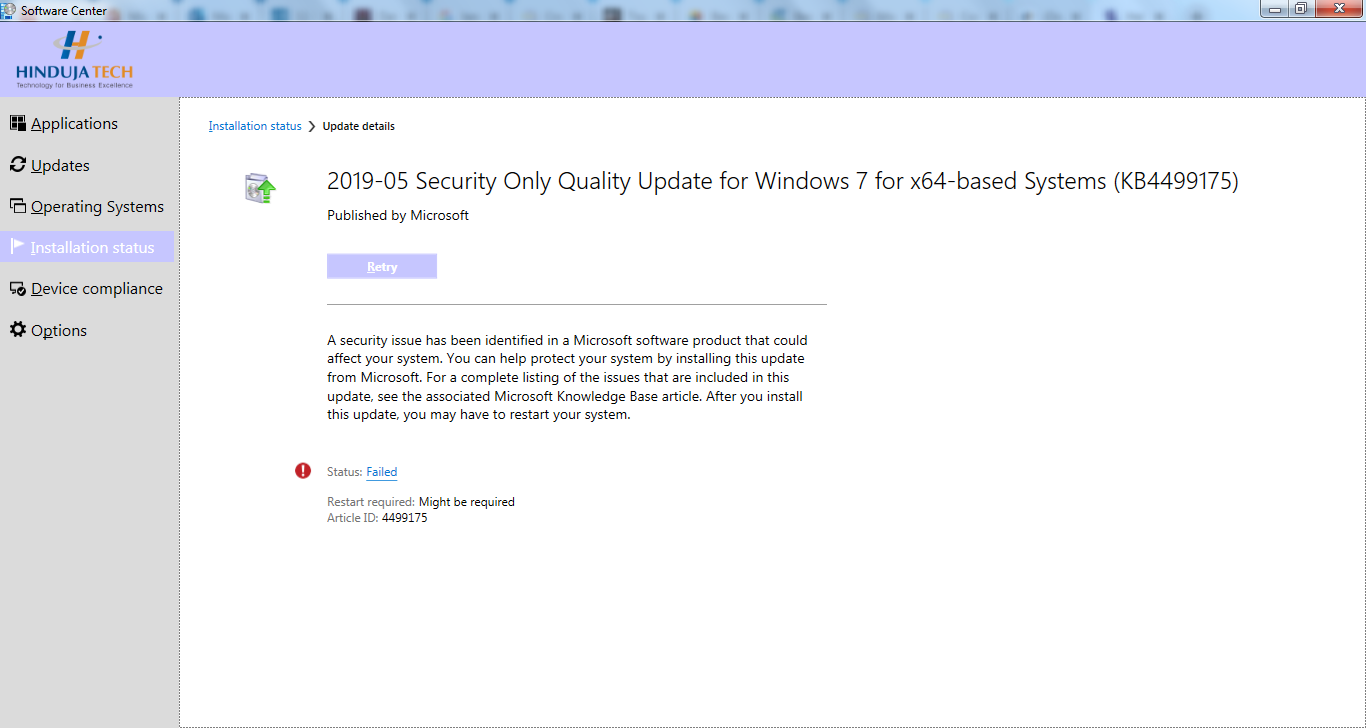 Software Center
HINDUJA TECH
Technology for Business Excellence
Applications
Updates
Operating Systems
Installation status
Device compliance
Options
Installation status > Update details
2019-05 Security Only Quality Update for Windows 7 for x64-based Systems (KB4499175)
Published by Microsoft
Retry
A security issue has been identified in a Microsoft software product that could
affect your system. You can help protect your system by installing this update
from Microsoft. For a complete listing of the issues that are included in this
update, see the associated Microsoft Knowledge Base article. After you install
this update, you may have to restart your system.
Status: Failed
Restart required: Might be required
Article ID: 4499175